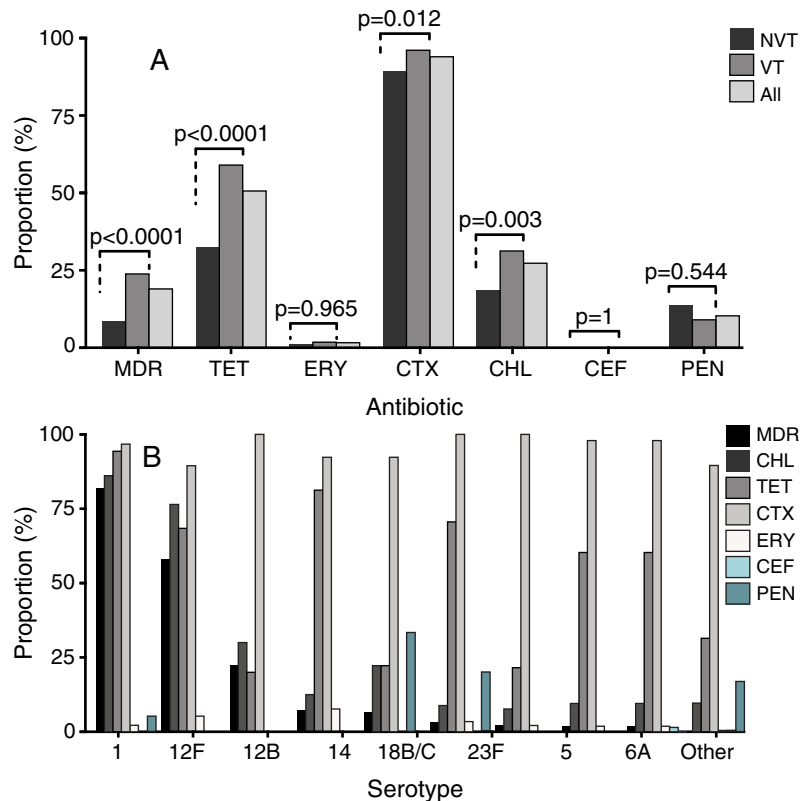 A
Proportion (%)
100
75
50
25
0
p<0.0001
p<0.0001
p=0.965
p=0.012
p=0.003
p=1
p=0.544
NVT
VT
All
MDR TET ERY CTX CHL CEF PEN
Antibiotic
B
Proportion (%)
100
75
50
25
0
MDR
CHL
TET
CTX
ERY
CEF
PEN
1 12F 12B 14 18B/C 23F 5 6A Other
Serotype